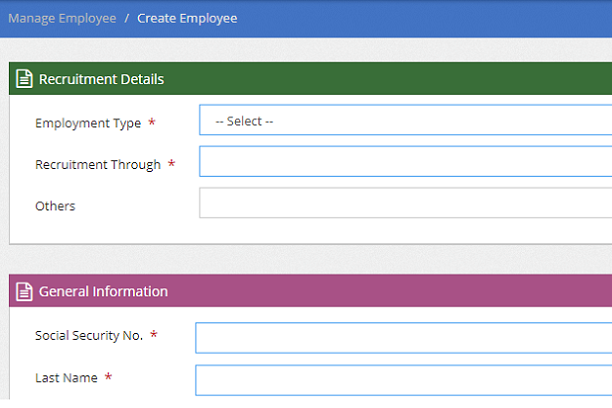 Manage Employee / Create Employee
Recruitment Details
Employment Type * -- Select --
Recruitment Through *
Others
General Information
Social Security No. *
Last Name *